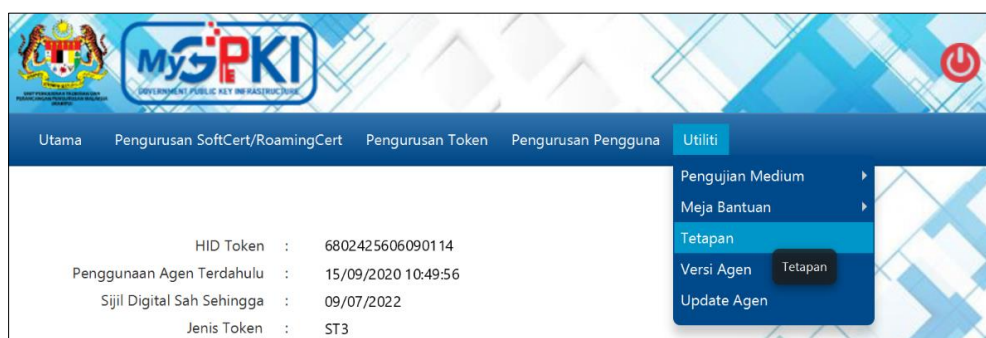 MyGPKI
GOVERNMENT PUBLIC KEY INFRASTRUCTURE
Utama Pengurusan SoftCert/RoamingCert Pengurusan Token Pengurusan Pengguna Utiliti
Pengujian Medium
Meja Bantuan
Tetapan
Versi Agen Tetapan
Update Agen
HID Token : 6802425606090114
Penggunaan Agen Terdahulu : 15/09/2020 10:49:56
Sijil Digital Sah Sehingga : 09/07/2022
Jenis Token : ST3